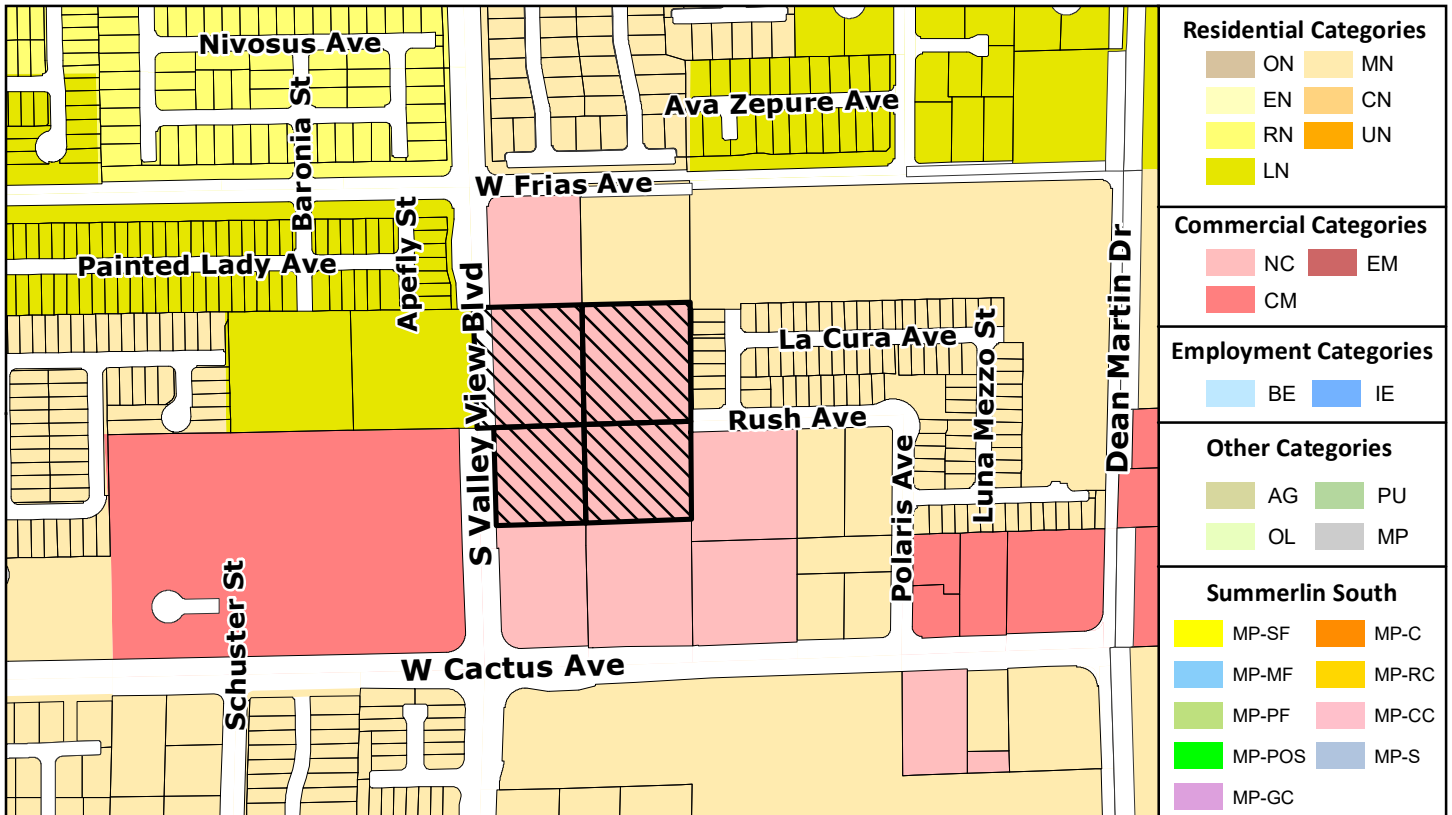 Nivosus Ave
Baronia St
Ava Zepure Ave
W Frias Ave
Apefly St
Painted Lady Ave
S Valley View Blvd
La Cura Ave
Luna Mezzo St
Dean Martin Dr
Rush Ave
Polaris Ave
Schuster St
W Cactus Ave
Residential Categories
ON MN
EN CN
RN UN
LN
Commercial Categories
NC EM
CM
Employment Categories
BE IE
Other Categories
AG PU
OL MP
Summerlin South
MP-SF MP-C
MP-MF MP-RC
MP-PF MP-CC
MP-POS MP-S
MP-GC